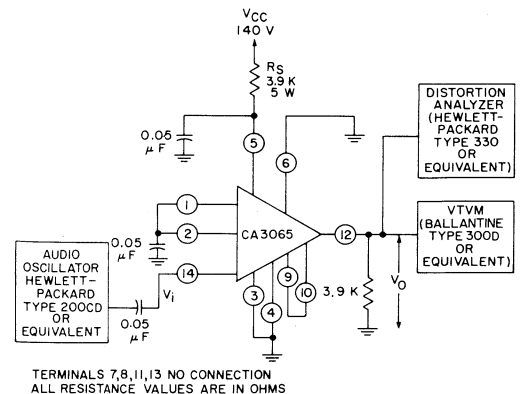 VCC
140 V
RS
3.9 K
5 W
0.05
μF
5
6
DISTORTION
ANALYZER
(HEWLETT-
PACKARD
TYPE 330
OR
EQUIVALENT)
1
2
CA3065
12
VTVM
(BALLANTINE
TYPE 300D
OR
EQUIVALENT)
0.05
μF
14
AUDIO
OSCILLATOR
HEWLETT-
PACKARD
TYPE 200CD
OR
EQUIVALENT
Vi
0.05
μF
3
4
9
10
3.9 K
VO
TERMINALS 7,8,11,13 NO CONNECTION
ALL RESISTANCE VALUES ARE IN OHMS